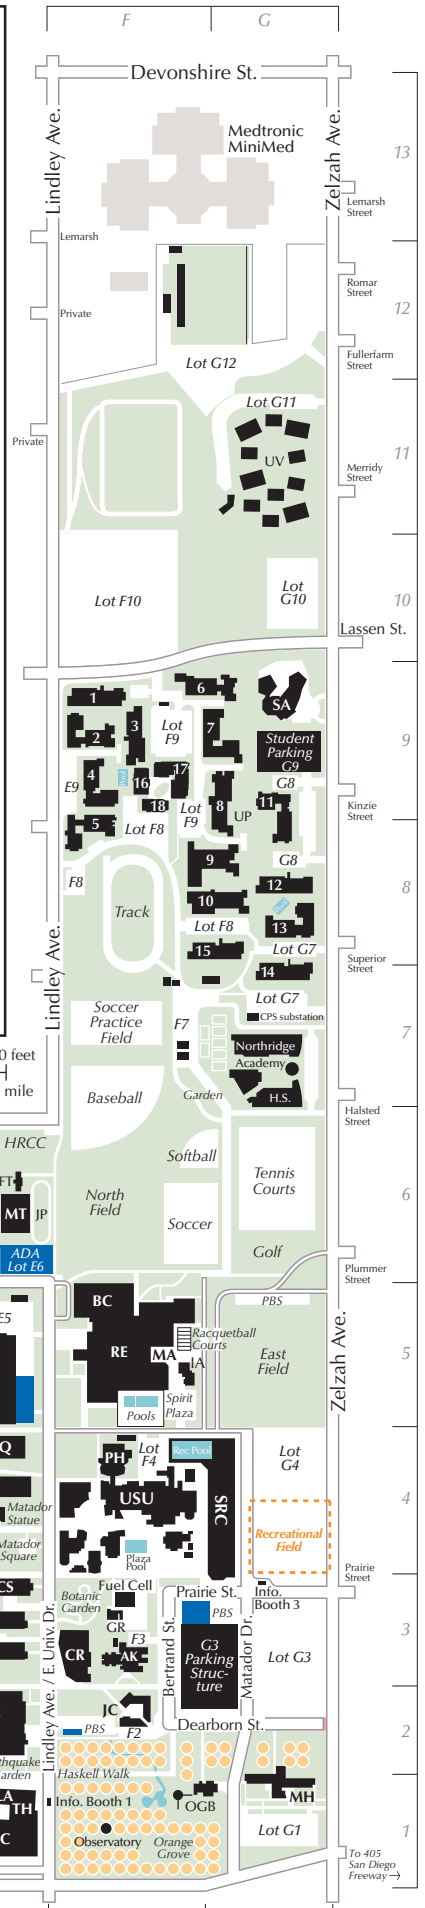 F
G
Devonshire St.
Lindley Ave.
Zelzah Ave.
Medtronic
MiniMed
13
Lemarsh
Street
Lemarsh
Romar
Street
12
Private
Fullerfarm
Street
Lot G12
Lot G11
Private
UV
11
Merridy
Street
Lot F10
Lot
G10
10
Lassen St.
1
6
SA
2
3
Lot
F9
7
Student
Parking
G9
9
4
Pool
16
17
G8
E9
18
Lot
F9
8
UP
11
Kinzie
Street
5
Lot F8
9
G8
F8
12
8
Track
10
Pool
Lot F8
13
Lindley Ave.
15
Lot G7
14
Superior
Street
Lot G7
Soccer
Practice
Field
F7
CPS substation
7
0 feet
Northridge
Academy
mile
Baseball
Garden
H.S.
Halsted
Street
HRCC
Softball
FT
North
Field
Tennis
Courts
6
MT
JP
Soccer
ADA
Lot E6
Golf
Plummer
Street
BC
PBS
E5
Racquetball
Courts
RE
MA
IA
East
Field
Zelzah Ave.
5
Pools
Spirit
Plaza
Q
PH
Lot
F4
Rec Pool
Lot
G4
USU
SRC
4
Matador
Statue
Matador
Square
Plaza
Pool
Recreational
Field
CS
Fuel Cell
Prairie St.
Info.
Booth 3
Prairie
Street
Botanic
Garden
GR
PBS
F3
CR
AK
Bertrand St.
G3
Parking
Struc-
ture
Matador Dr.
Lot G3
3
Lindley Ave. / E. Univ. Dr.
JC
PBS
F2
Dearborn St.
2
thquake
arden
Haskell Walk
LA
TH
Info. Booth 1
OGB
MH
C
Observatory
Orange
Grove
Lot G1
1
To 405
San Diego
Freeway →